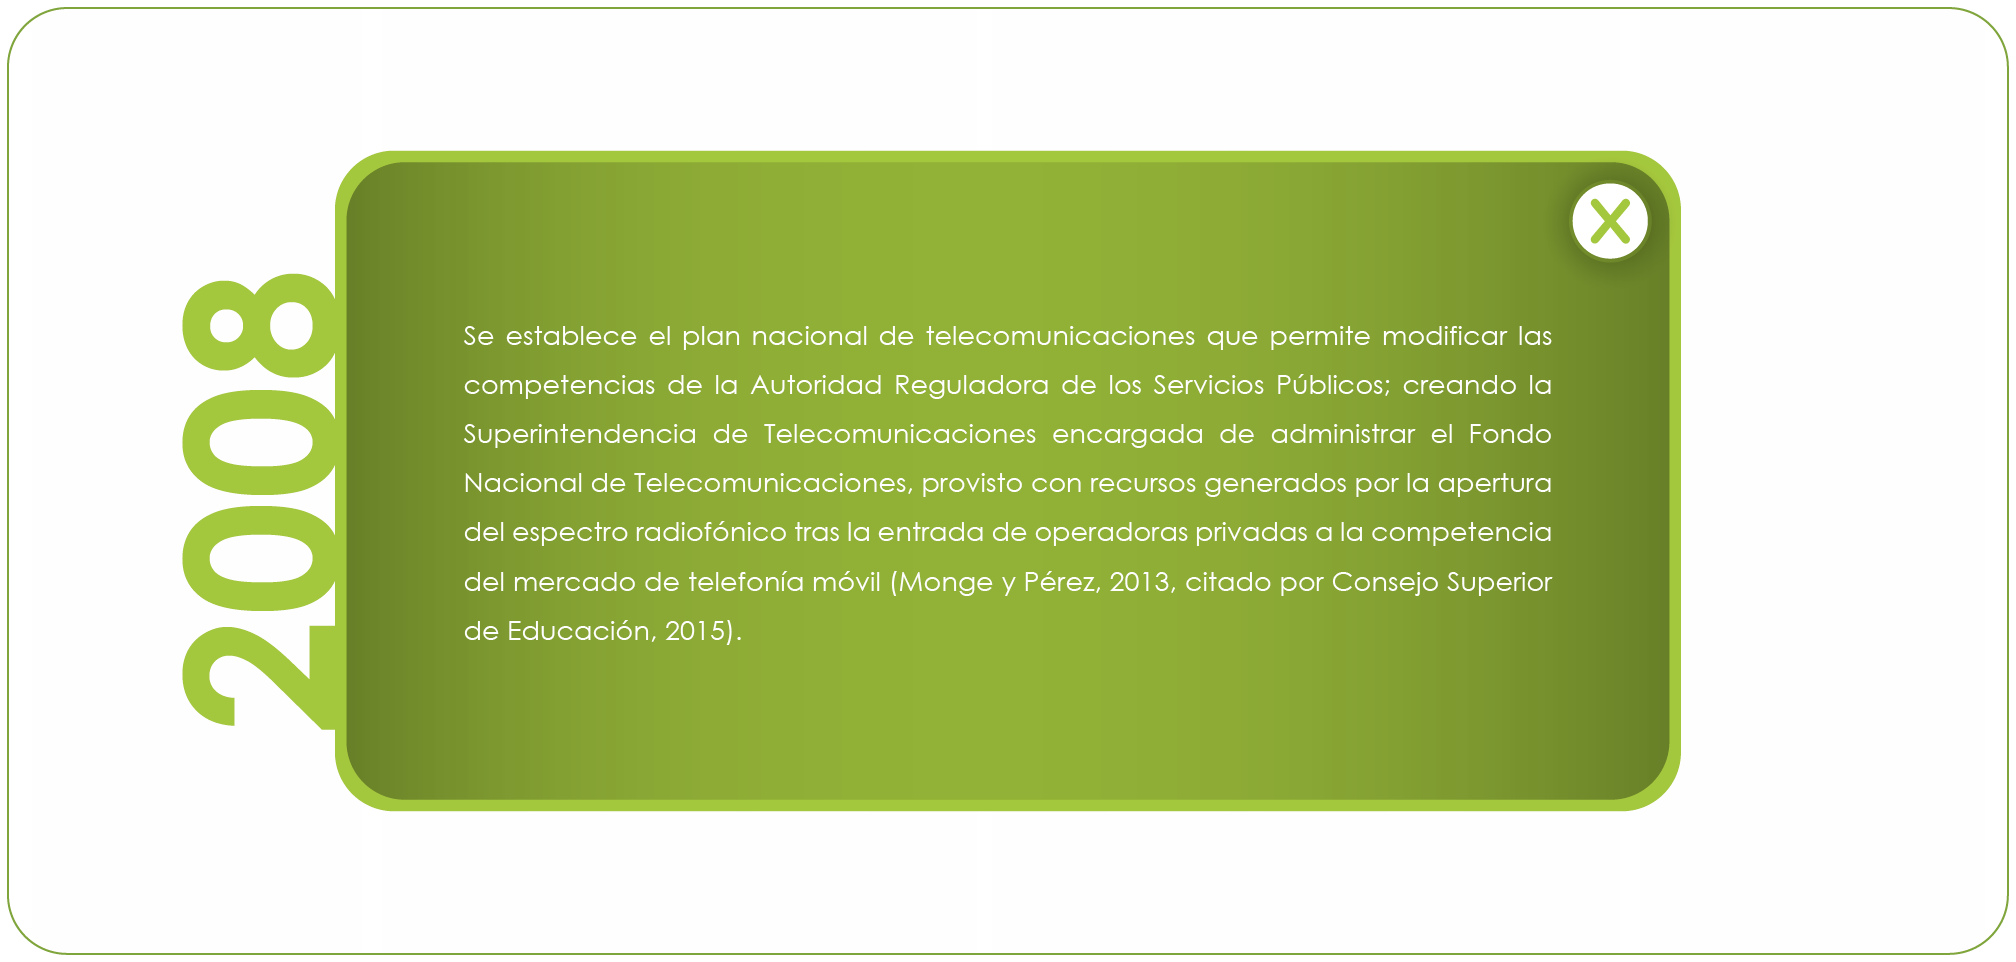 2008
X
Se establece el plan nacional de telecomunicaciones que permite modificar las
competencias de la Autoridad Reguladora de los Servicios Públicos; creando la
Superintendencia de Telecomunicaciones encargada de administrar el Fondo
Nacional de Telecomunicaciones, provisto con recursos generados por la apertura
del espectro radiofónico tras la entrada de operadoras privadas a la competencia
del mercado de telefonía móvil (Monge y Pérez, 2013, citado por Consejo Superior
de Educación, 2015).